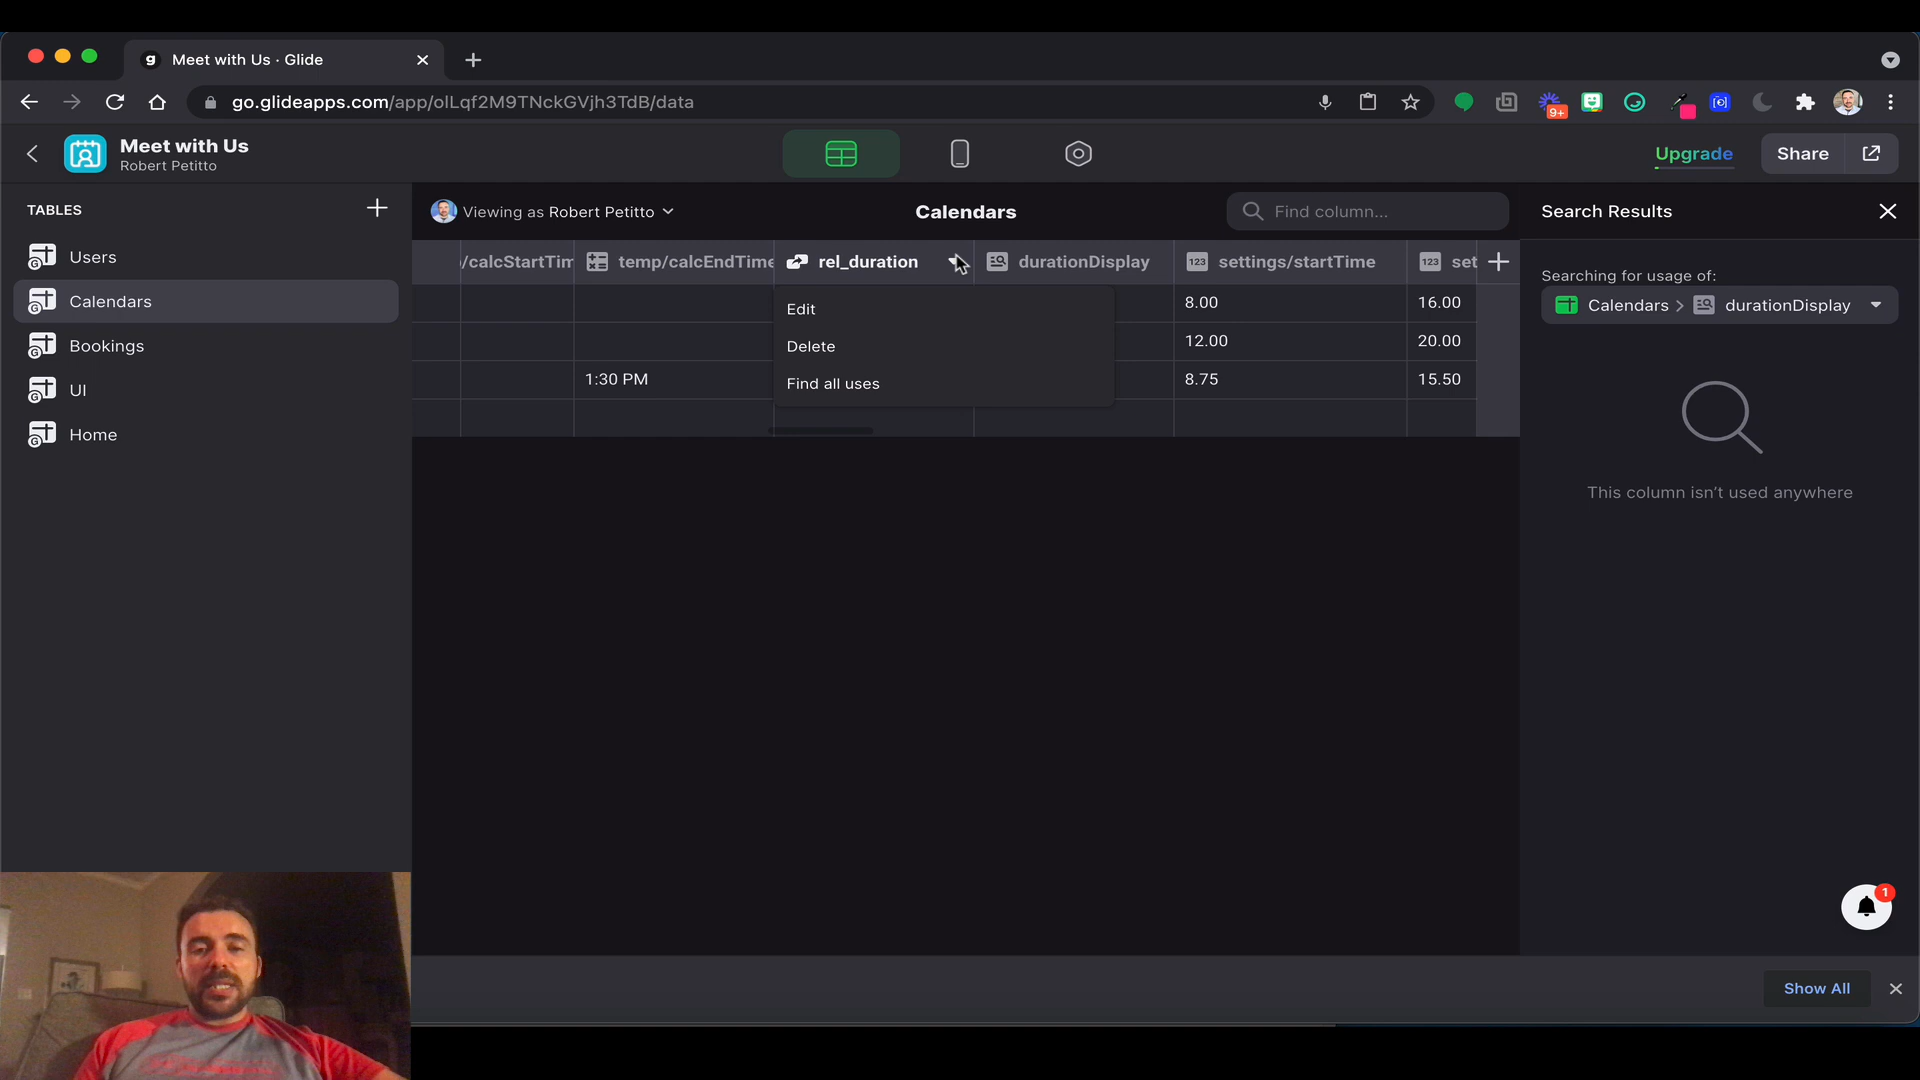 Meet with Us · Glide
go.glideapps.com/app/olLqf2M9TNckGVjh3TdB/data
9+
Meet with Us
Robert Petitto
Upgrade
Share
TABLES
Viewing as Robert Petitto
Calendars
Find column...
Search Results
/calcStartTim
temp/calcEndTime
rel_duration
durationDisplay
settings/startTime
set
Users
Calendars
Bookings
UI
Home
Edit
Delete
Find all uses
8.00
16.00
12.00
20.00
1:30 PM
8.75
15.50
Searching for usage of:
Calendars > durationDisplay
This column isn't used anywhere
1
Show All